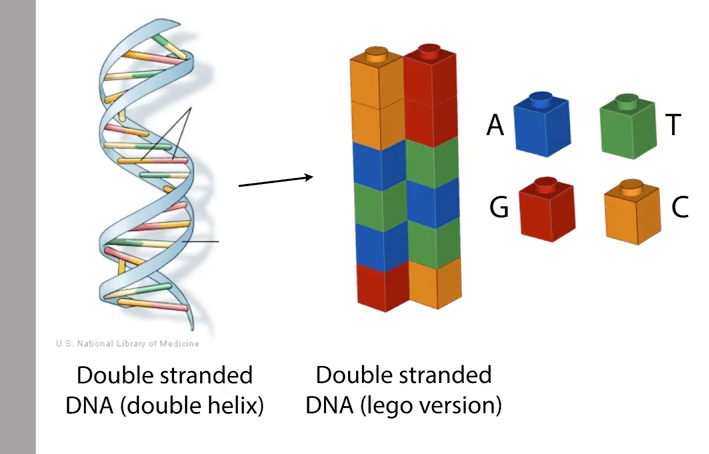 A
T
G
C
U.S. National Library of Medicine
Double stranded
DNA (double helix)
Double stranded
DNA (lego version)